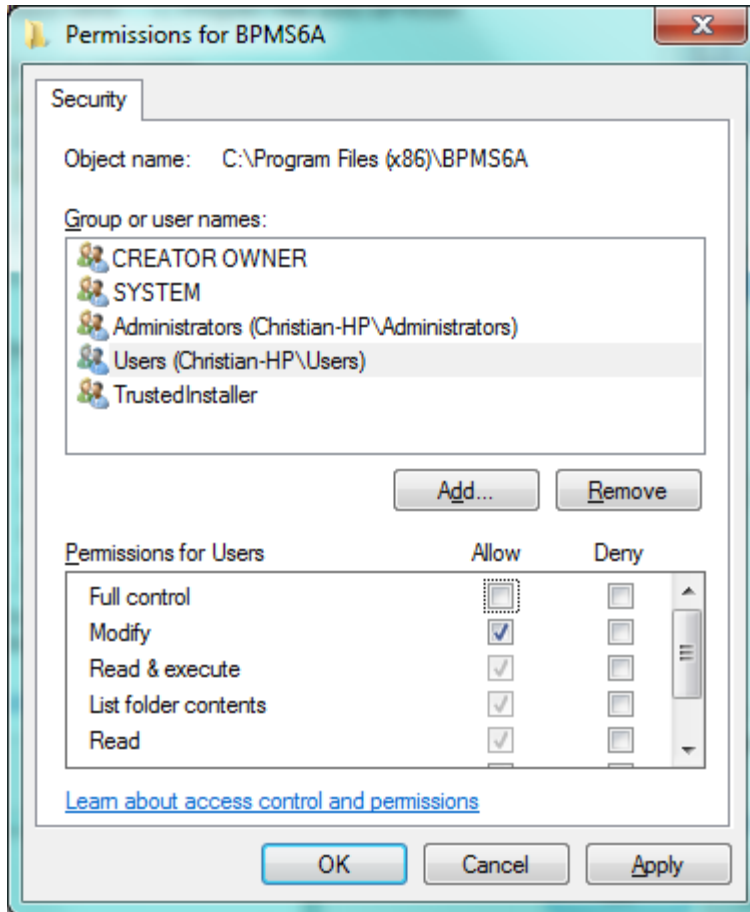 Permissions for BPMS6A
Security
Object name: C:\Program Files (x86)\BPMS6A
Group or user names:
CREATOR OWNER
SYSTEM
Administrators (Christian-HP\Administrators)
Users (Christian-HP\Users)
TrustedInstaller
Add... Remove
Permissions for Users Allow Deny
Full control
Modify
Read & execute
List folder contents
Read
Learn about access control and permissions
OK Cancel Apply